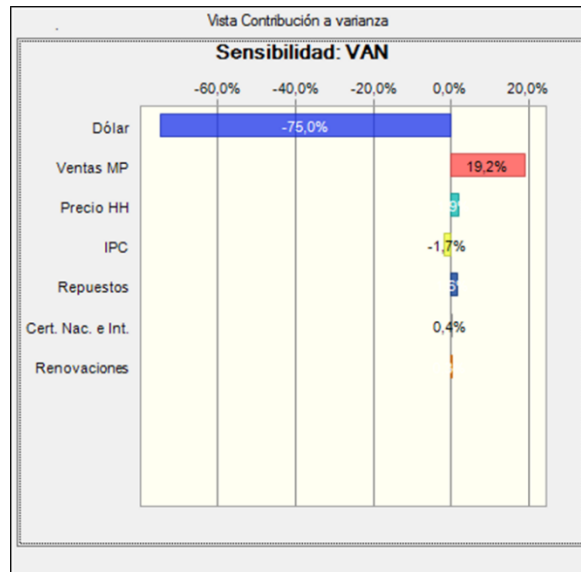 Vista Contribución a varianza
Sensibilidad: VAN
-60,0% -40,0% -20,0% 0,0% 20,0%
Dólar -75,0%
Ventas MP 19,2%
Precio HH
IPC -1,7%
Repuestos
Cert. Nac. e Int. 0,4%
Renovaciones